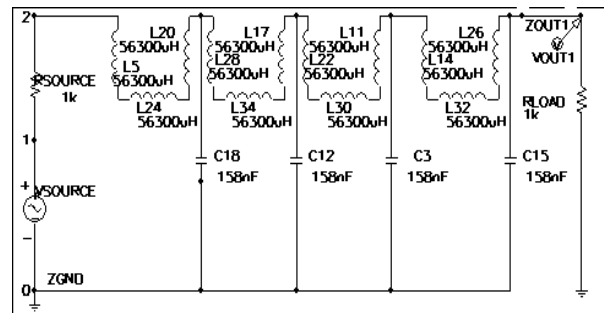 2
L20
56300uH
L17
56300uH
L11
56300uH
L26
56300uH
ZOUT1
V
VOUT1
L5
56300uH
L28
56300uH
L22
56300uH
L14
56300uH
RSOURCE
1k
L24
56300uH
L34
56300uH
L30
56300uH
L32
56300uH
RLOAD
1k
1
C18
158nF
C12
158nF
C3
158nF
C15
158nF
+
VSOURCE
-
ZGND
0